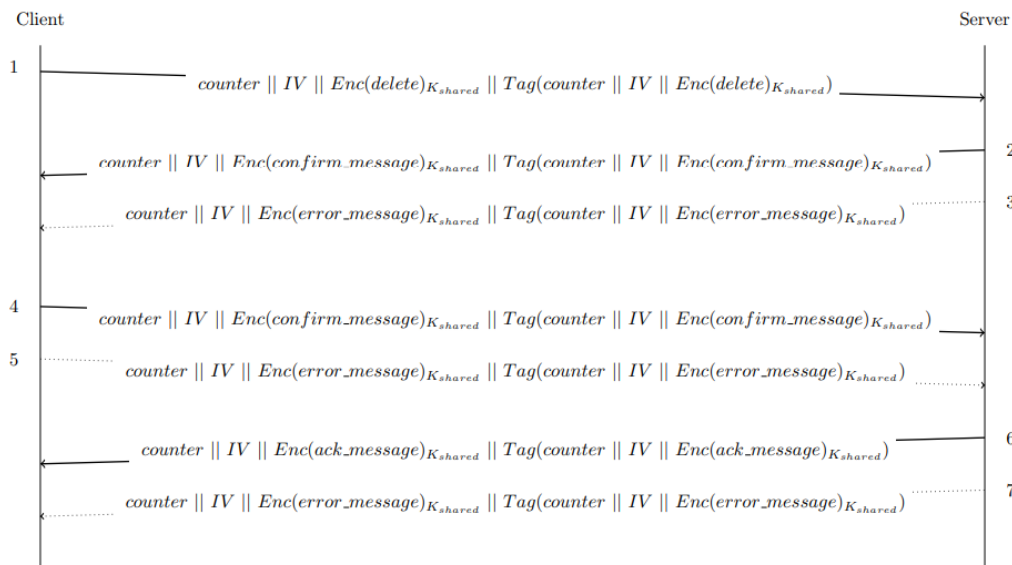 Client Server
1
counter || IV || Enc(delete)K_shared || Tag(counter || IV || Enc(delete)K_shared)
2
counter || IV || Enc(confirm_message)K_shared || Tag(counter || IV || Enc(confirm_message)K_shared)
3
counter || IV || Enc(error_message)K_shared || Tag(counter || IV || Enc(error_message)K_shared)
4
counter || IV || Enc(confirm_message)K_shared || Tag(counter || IV || Enc(confirm_message)K_shared)
5
counter || IV || Enc(error_message)K_shared || Tag(counter || IV || Enc(error_message)K_shared)
6
counter || IV || Enc(ack_message)K_shared || Tag(counter || IV || Enc(ack_message)K_shared)
7
counter || IV || Enc(error_message)K_shared || Tag(counter || IV || Enc(error_message)K_shared)